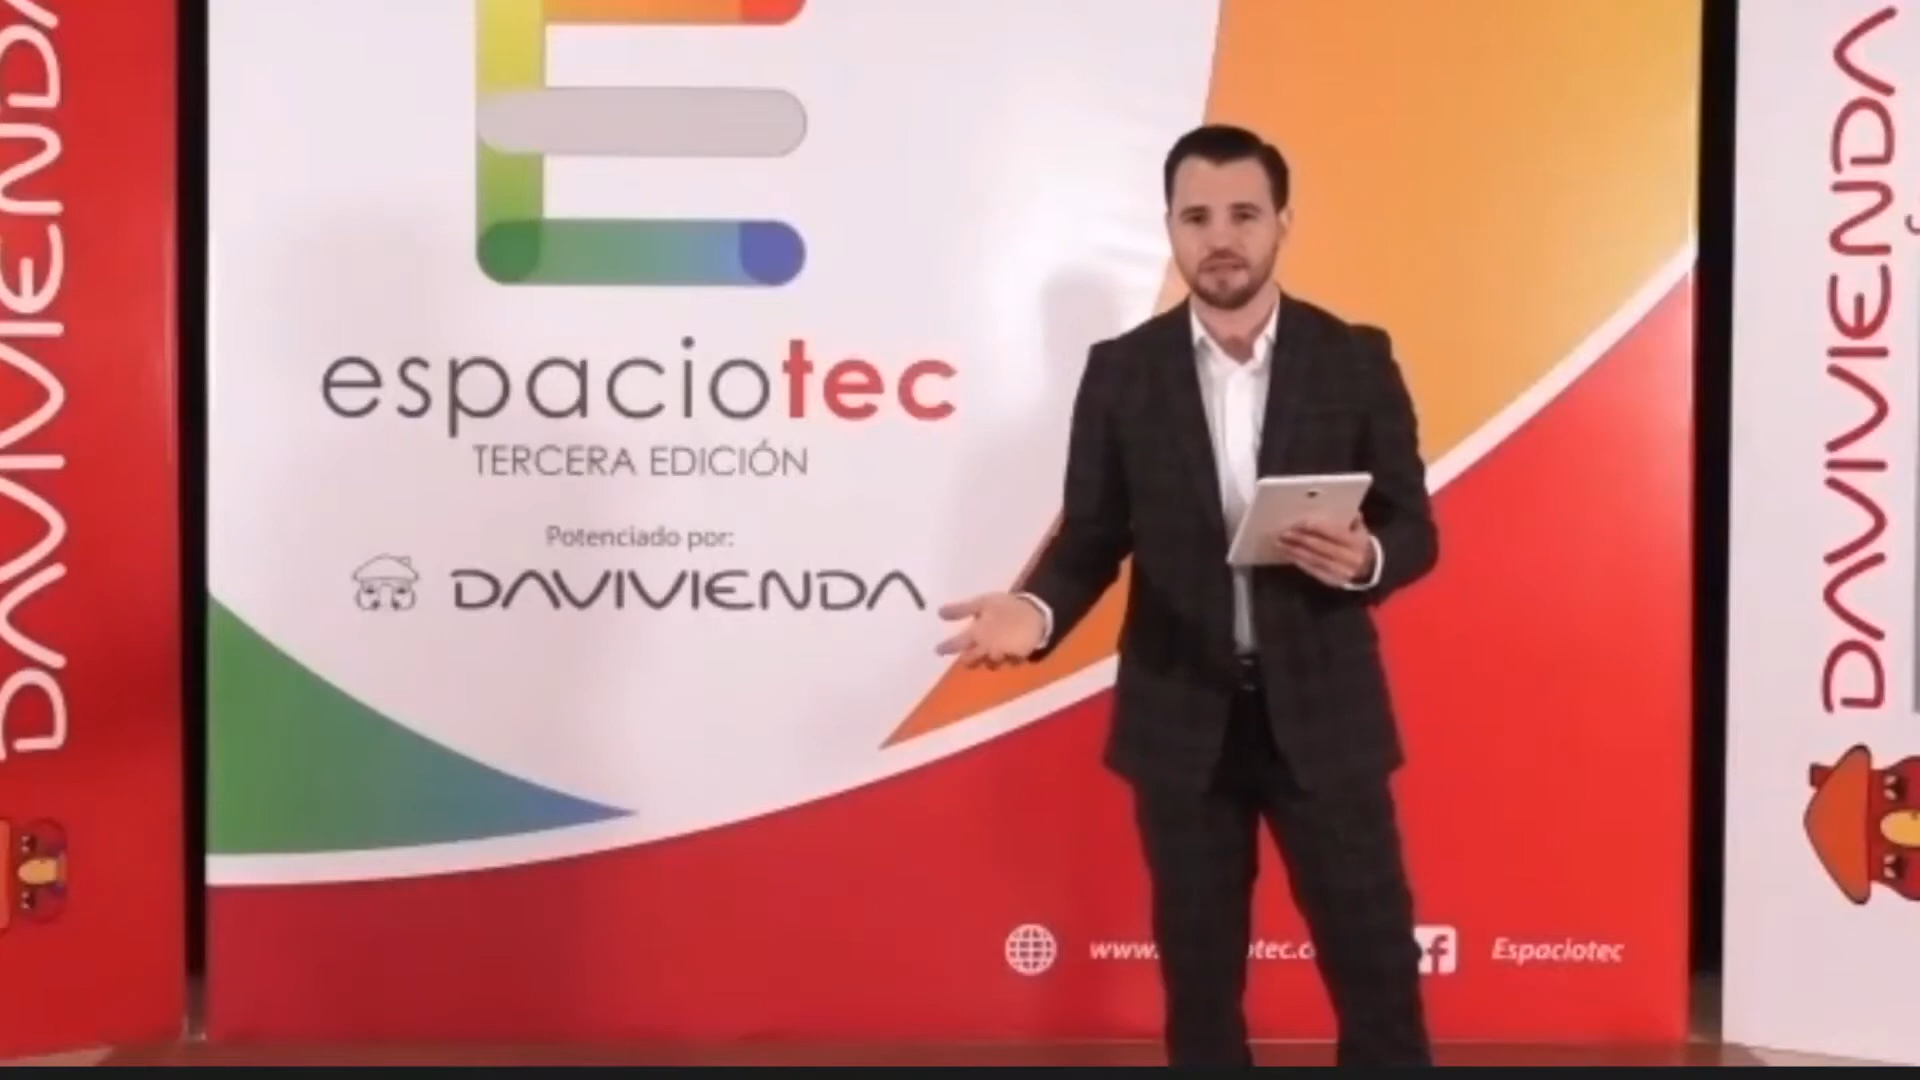 DAVIVIENDA
espaciotec
TERCERA EDICIÓN
Potenciado por:
DAVIVIENDA
Espaciotec
DAVIVIENDA